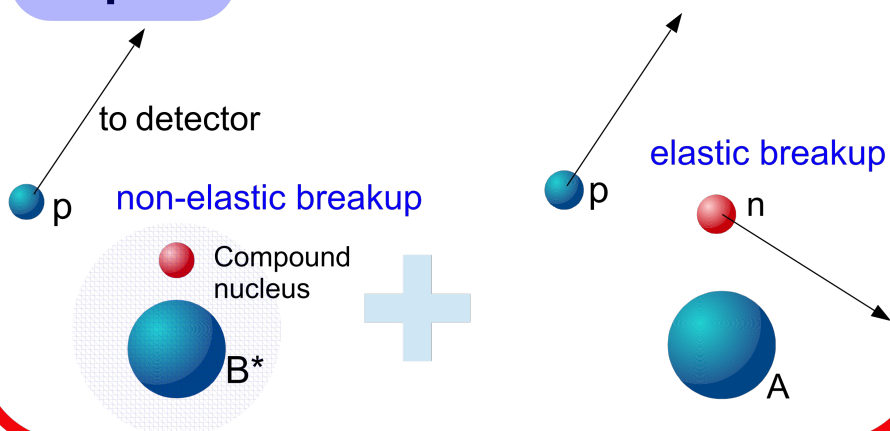 to detector
p
non-elastic breakup
Compound
nucleus
B*
elastic breakup
p
n
A